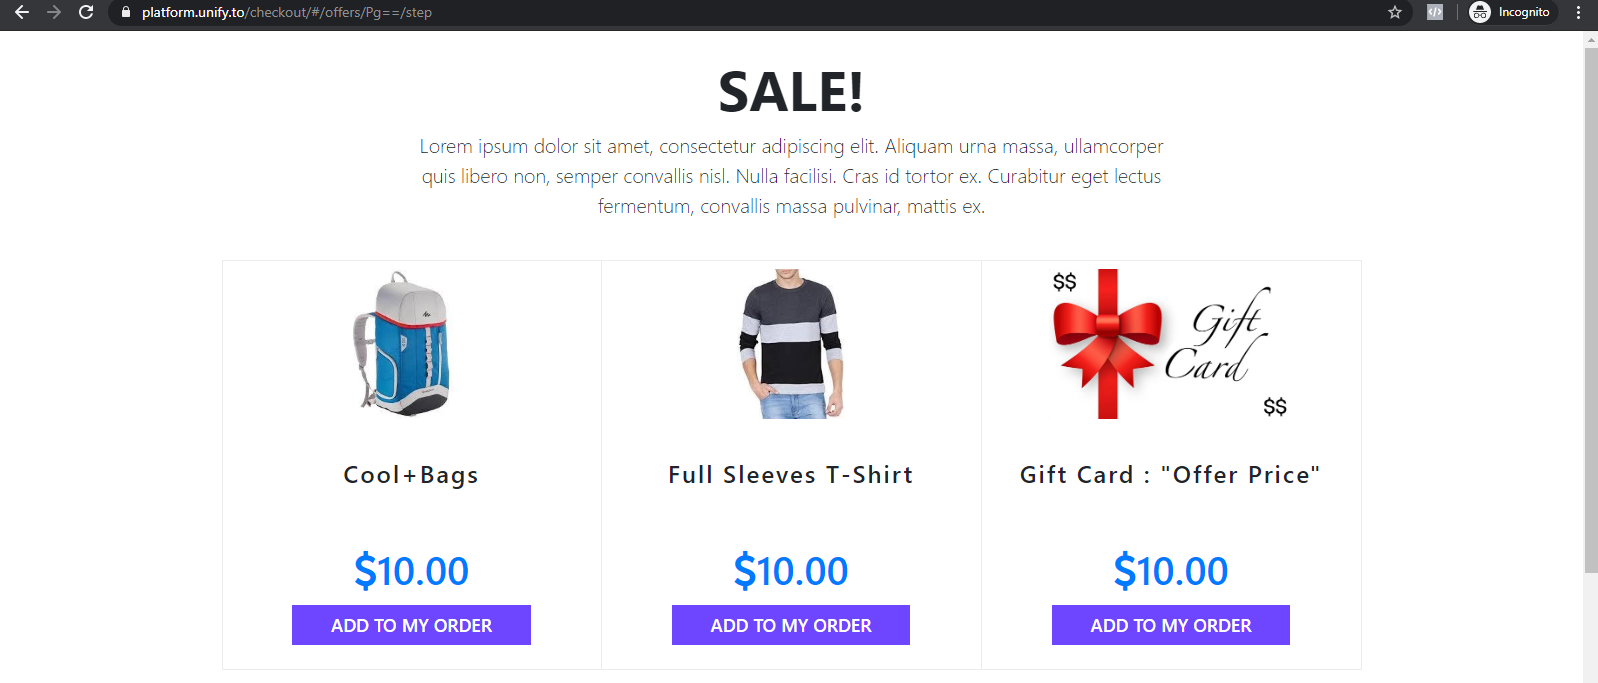 platform.unify.to/checkout/#/offers/Pg==/step
Incognito
SALE!
Lorem ipsum dolor sit amet, consectetur adipiscing elit. Aliquam urna massa, ullamcorper
quis libero non, semper convallis nisl. Nulla facilisi. Cras id tortor ex. Curabitur eget lectus
fermentum, convallis massa pulvinar, mattis ex.
$$
Gift
Card
$$
Cool+Bags
Full Sleeves T-Shirt
Gift Card : "Offer Price"
$10.00
$10.00
$10.00
ADD TO MY ORDER
ADD TO MY ORDER
ADD TO MY ORDER